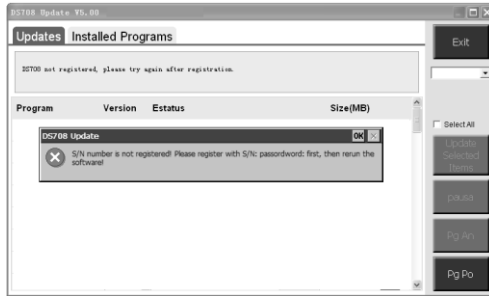 DS708 Update V5.00
Updates Installed Programs
Exit
DS708 not registered, please try again after registration.
Program Version Estatus Size(MB)
Select All
DS708 Update OK
S/N number is not registered! Please register with S/N: passordword: first, then rerun the
software!
Update
Selected
Items
pausa
Pg An
Pg Po